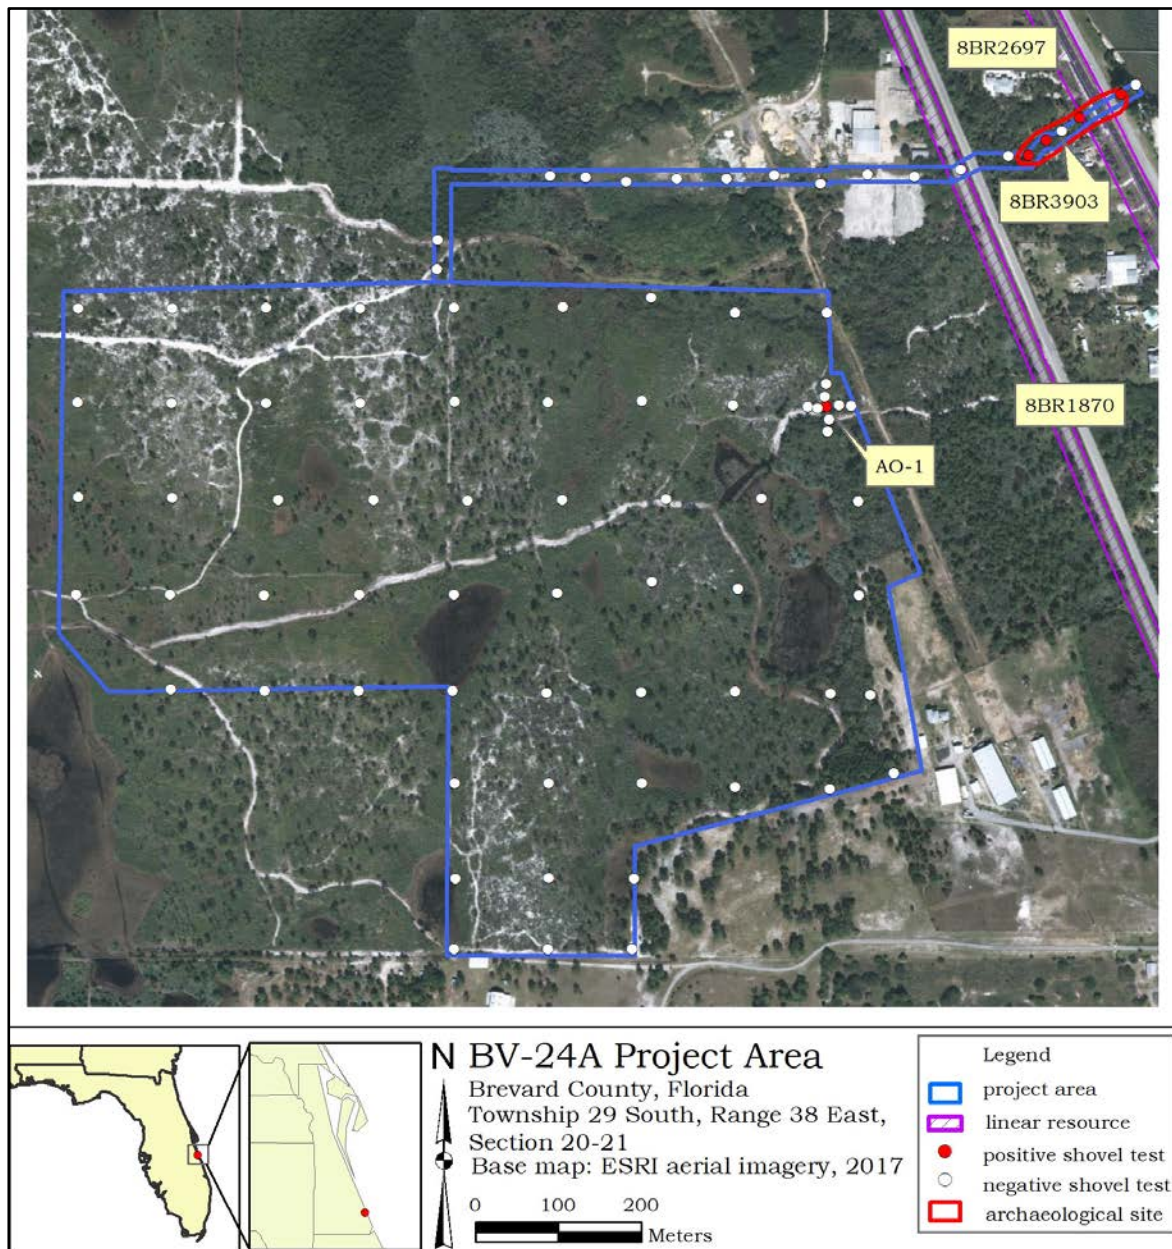 8BR2697
8BR3903
8BR1870
AO-1
N
BV-24A Project Area
Brevard County, Florida
Township 29 South, Range 38 East,
Section 20-21
Base map: ESRI aerial imagery, 2017
0 100 200
Meters
Legend
project area
linear resource
positive shovel test
negative shovel test
archaeological site